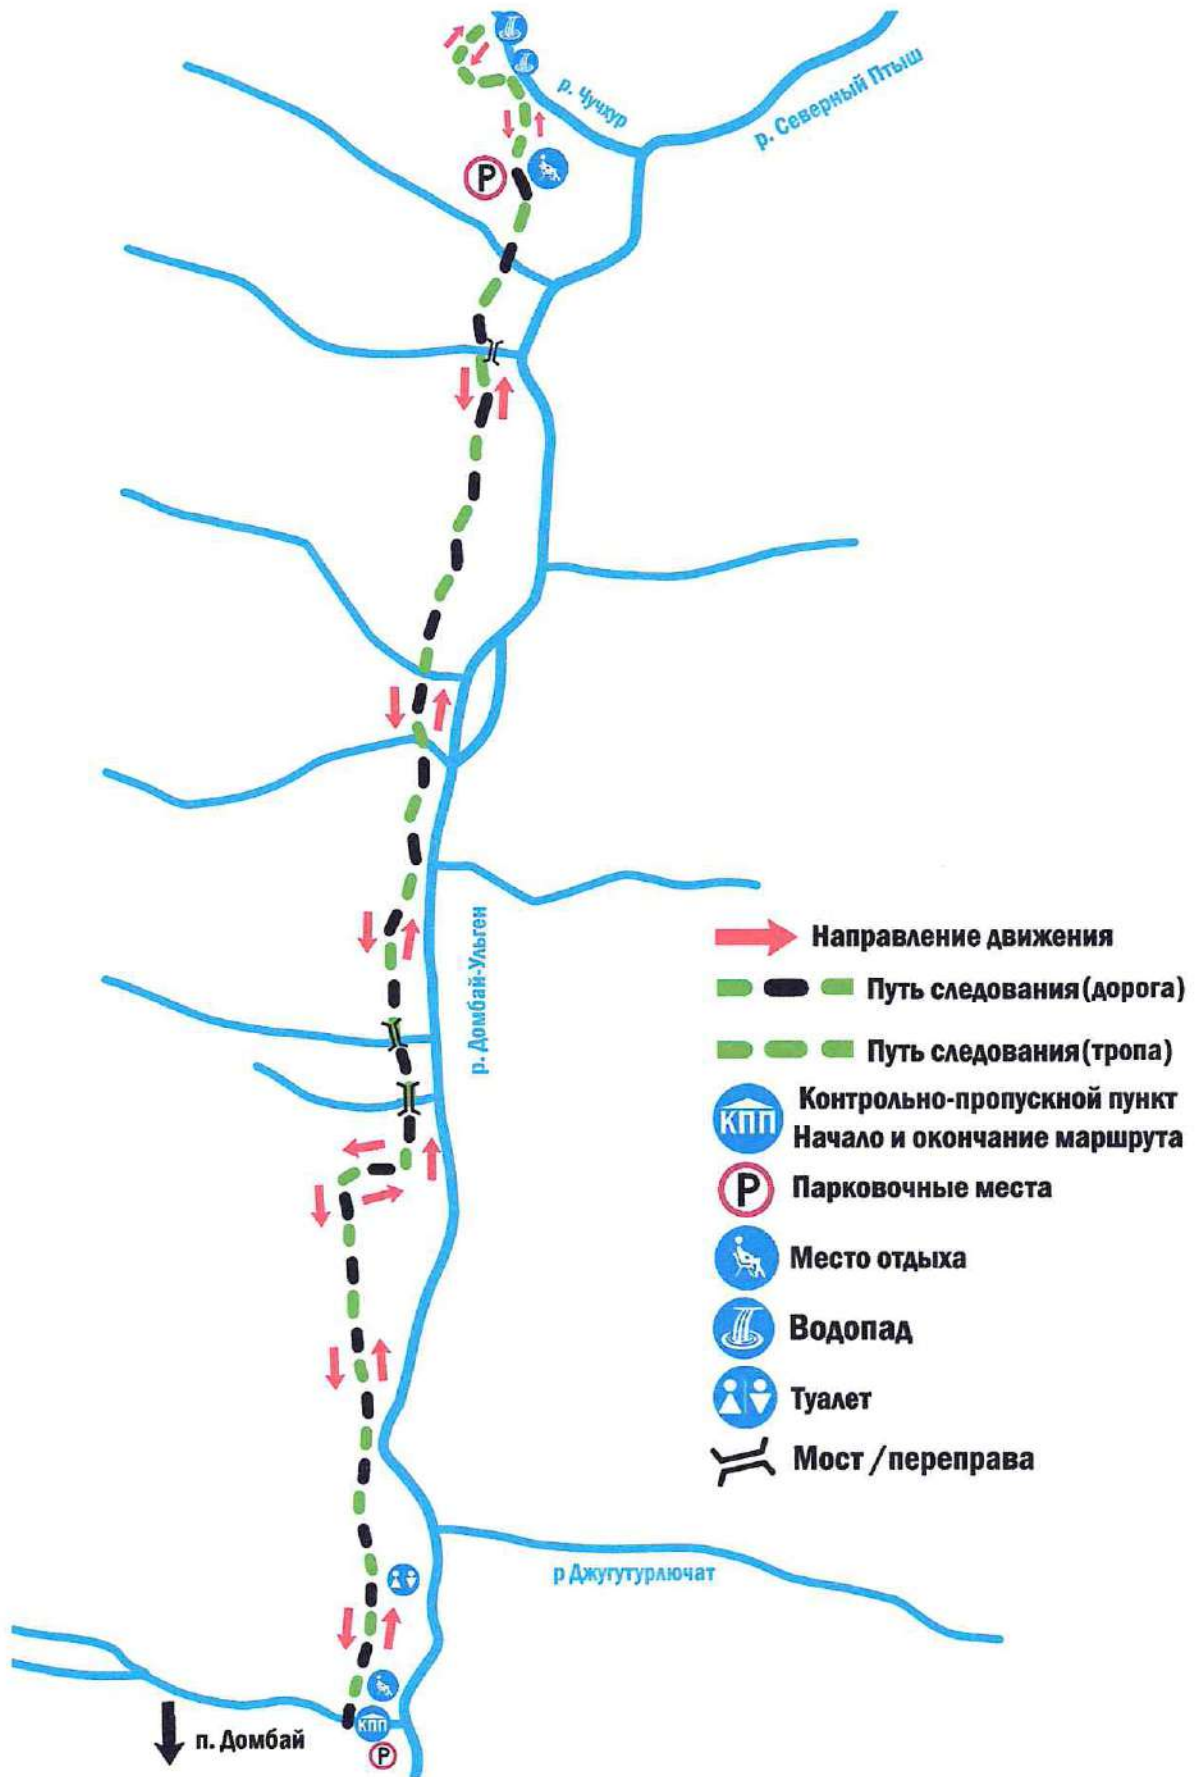 р. Чучхур
р. Северный Птыш
P
р. Домбай-Ульген
Направление движения
Путь следования(дорога)
Путь следования(тропа)
КПП
Контрольно-пропускной пункт
Начало и окончание маршрута
P
Парковочные места
Место отдыха
Водопад
Туалет
Мост/переправа
р Джугутурлючат
п. Домбай
КПП
P